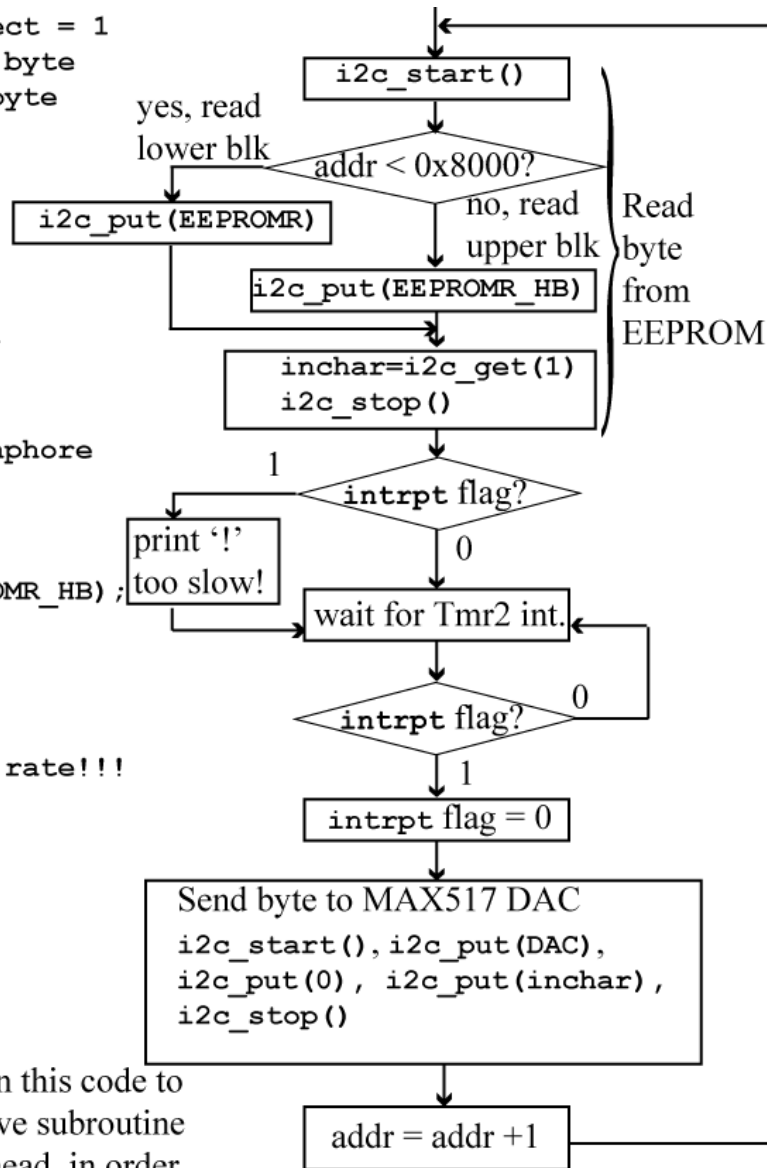 ect = 1
byte
byte
i2c_start()
yes, read
lower blk
addr < 0x8000?
i2c_put(EEPROMR)
no, read
upper blk
i2c_put(EEPROMR_HB)
Read
byte
from
EEPROM
inchar=i2c_get(1)
i2c_stop()
aphore
1
intrpt flag?
0
print ‘!’
too slow!
OMR_HB);
wait for Tmr2 int.
0
intrpt flag?
1
rate!!!
intrpt flag = 0
Send byte to MAX517 DAC
i2c_start(), i2c_put(DAC),
i2c_put(0), i2c_put(inchar),
i2c_stop()
n this code to
ve subroutine
ead, in order
addr = addr +1